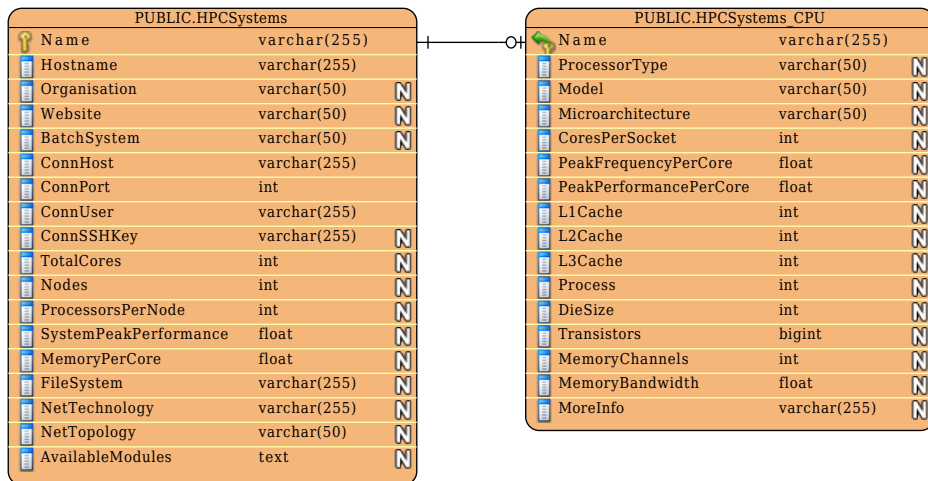 PUBLIC.HPCSystems
Name varchar(255)
Hostname varchar(255)
Organisation varchar(50) N
Website varchar(50) N
BatchSystem varchar(50) N
ConnHost varchar(255)
ConnPort int
ConnUser varchar(255)
ConnSSHKey varchar(255) N
TotalCores int N
Nodes int N
ProcessorsPerNode int N
SystemPeakPerformance float N
MemoryPerCore float N
FileSystem varchar(255) N
NetTechnology varchar(255) N
NetTopology varchar(50) N
AvailableModules text N
PUBLIC.HPCSystems_CPU
Name varchar(255)
ProcessorType varchar(50) N
Model varchar(50) N
Microarchitecture varchar(50) N
CoresPerSocket int N
PeakFrequencyPerCore float N
PeakPerformancePerCore float N
L1Cache int N
L2Cache int N
L3Cache int N
Process int N
DieSize int N
Transistors bigint N
MemoryChannels int N
MemoryBandwidth float N
MoreInfo varchar(255) N